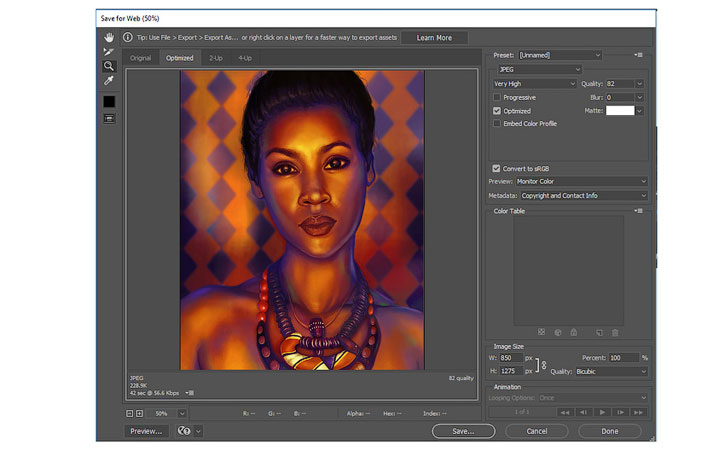 Save for Web (50%)
Tip: Use File > Export > Export As... or right click on a layer for a faster way to export assets
Learn More
Original
Optimized
2-Up
4-Up
Preset: [Unnamed]
JPEG
Very High
Quality: 82
Progressive
Blur: 0
Optimized
Matte:
Embed Color Profile
Convert to sRGB
Preview: Monitor Color
Metadata: Copyright and Contact Info
Color Table
Image Size
W: 850 px
Percent: 100 %
H: 1275 px
Quality: Bicubic
Animation
Looping Options: Once
1 of 1
JPEG
228.9K
42 sec @ 56.6 Kbps
82 quality
50%
R: --
G: --
B: --
Alpha: --
Hex: --
Index: --
Preview...
Save...
Cancel
Done